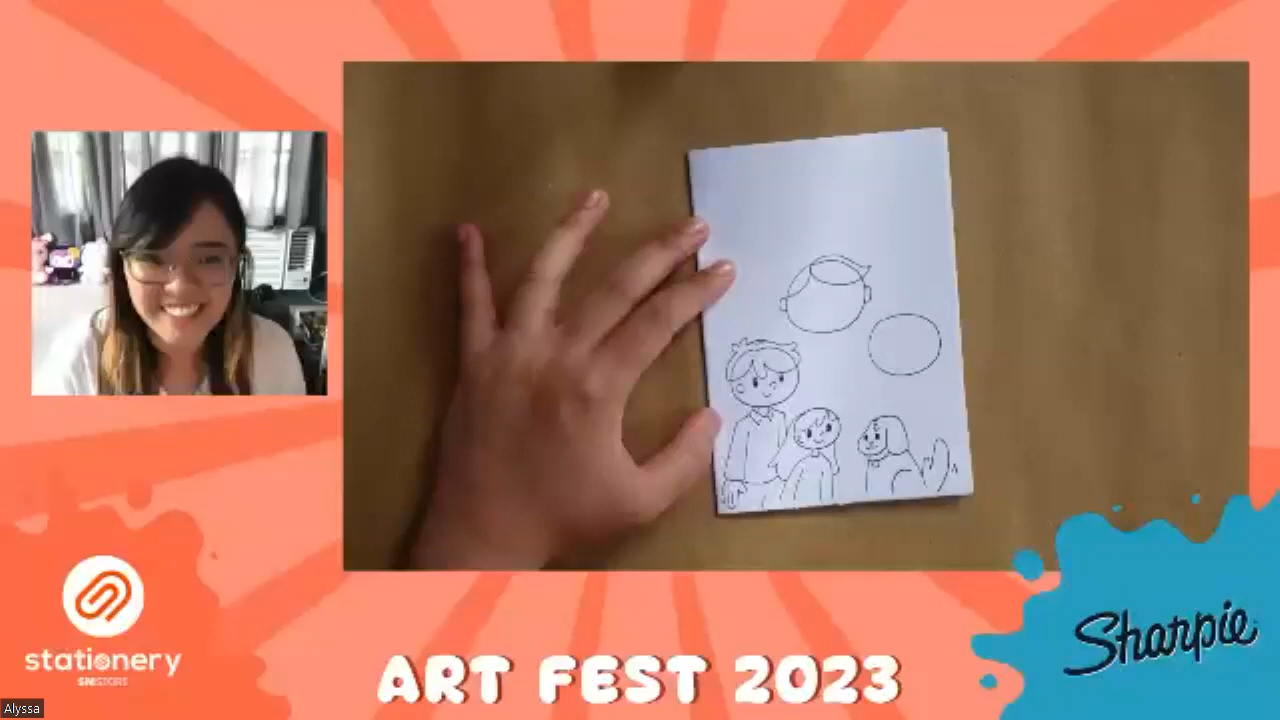 stationery
SM STORE
Alyssa
ART FEST 2023
Sharpie